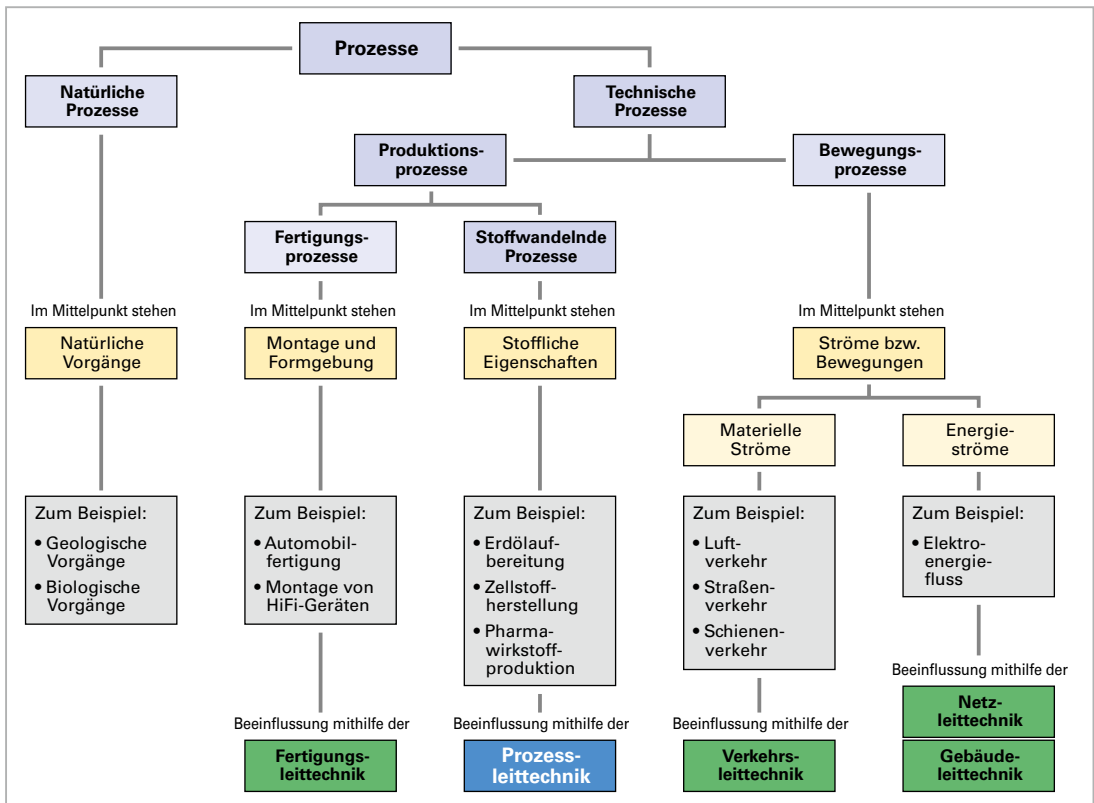 Prozesse
Natürliche
Prozesse
Technische
Prozesse
Produktions-
prozesse
Bewegungs-
prozesse
Fertigungs-
prozesse
Stoffwandelnde
Prozesse
Im Mittelpunkt stehen
Im Mittelpunkt stehen
Im Mittelpunkt stehen
Im Mittelpunkt stehen
Natürliche
Vorgänge
Montage und
Formgebung
Stoffliche
Eigenschaften
Ströme bzw.
Bewegungen
Materielle
Ströme
Energie-
ströme
Zum Beispiel:
• Geologische
Vorgänge
• Biologische
Vorgänge
Zum Beispiel:
• Automobil-
fertigung
• Montage von
HiFi-Geräten
Zum Beispiel:
• Erdölauf-
bereitung
• Zellstoff-
herstellung
• Pharma-
wirkstoff-
produktion
Zum Beispiel:
• Luft-
verkehr
• Straßen-
verkehr
• Schienen-
verkehr
Zum Beispiel:
• Elektro-
energie-
fluss
Beeinflussung mithilfe der
Fertigungs-
leittechnik
Beeinflussung mithilfe der
Prozess-
leittechnik
Beeinflussung mithilfe der
Verkehrs-
leittechnik
Beeinflussung mithilfe der
Netz-
leittechnik
Gebäude-
leittechnik